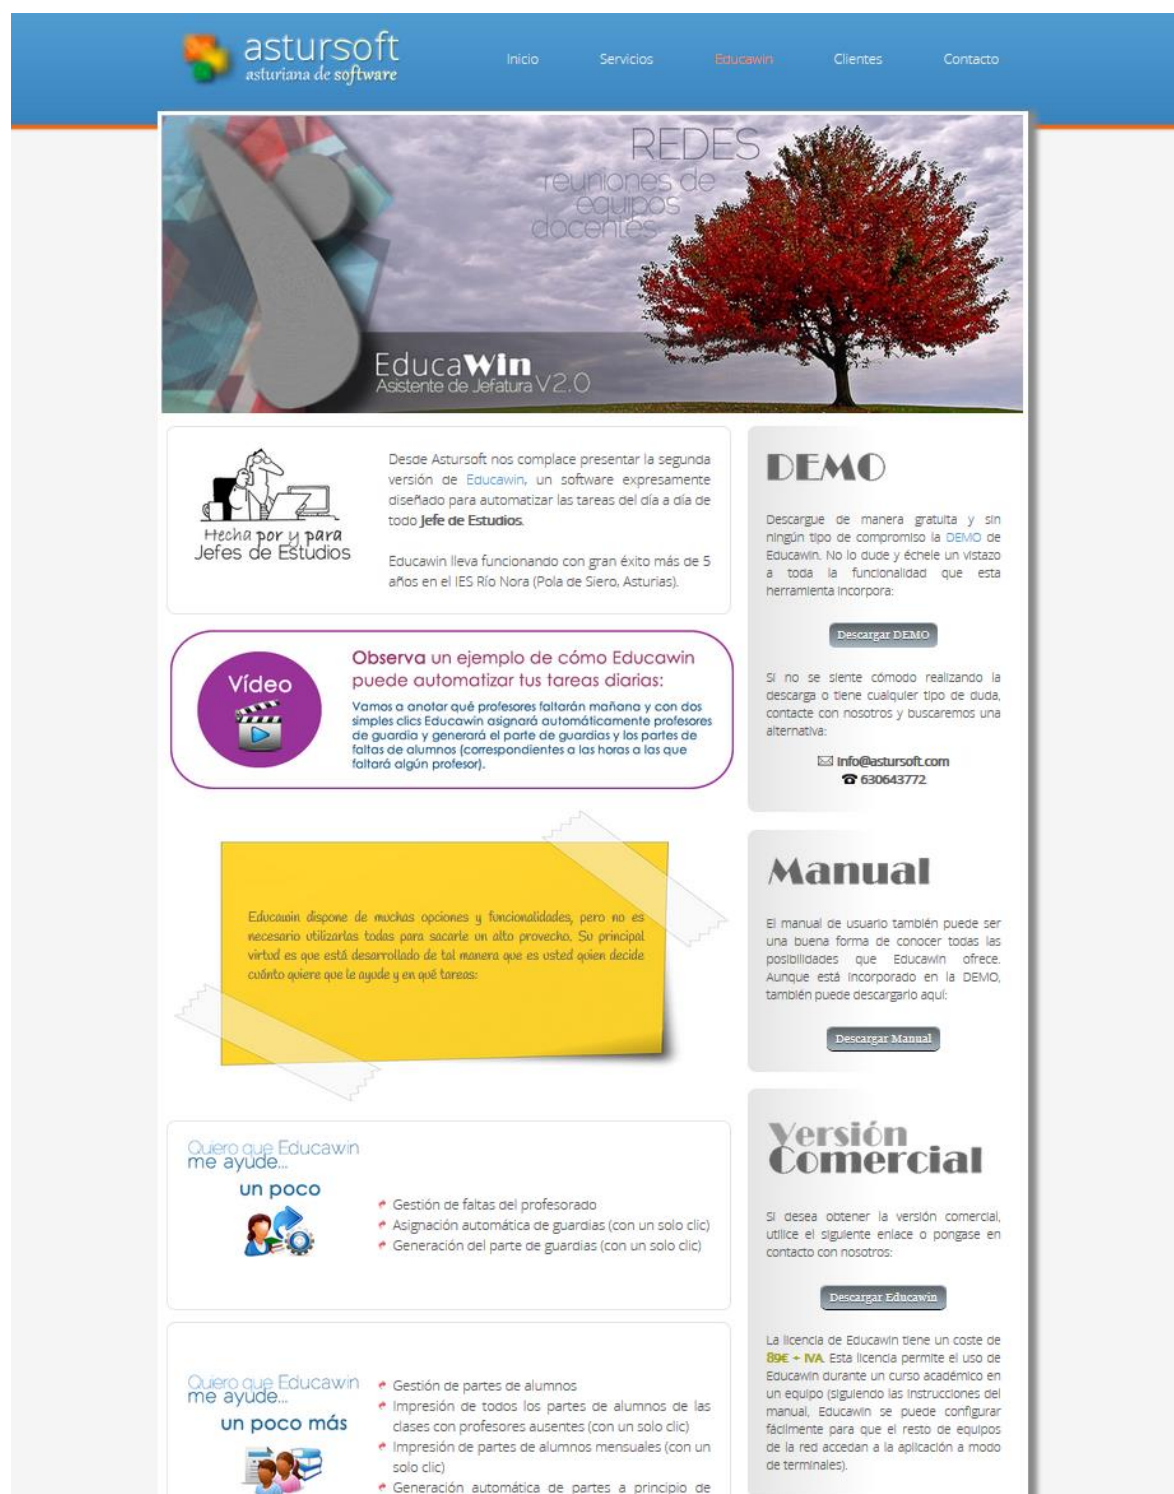 astursoft
asturiana de software
Inicio Servicios Educawin Clientes Contacto
REDES
reuniones de
equipos
docentes
EducaWin
Asistente de Jefatura V2.0
Hecha por y para
Jefes de Estudios
Desde Astursoft nos complace presentar la segunda
versión de Educawin, un software expresamente
diseñado para automatizar las tareas del día a día de
todo Jefe de Estudios.
Educawin lleva funcionando con gran éxito más de 5
años en el IES Río Nora (Pola de Siero, Asturias).
Vídeo
Observa un ejemplo de cómo Educawin
puede automatizar tus tareas diarias:
Vamos a anotar qué profesores faltarán mañana y con dos
simples clics Educawin asignará automáticamente profesores
de guardia y generará el parte de guardias y los partes de
faltas de alumnos (correspondientes a las horas a las que
faltará algún profesor).
Educawin dispone de muchas opciones y funcionalidades, pero no es
necesario utilizarlas todas para sacarle un alto provecho. Su principal
virtud es que está desarrollado de tal manera que es usted quien decide
cuánto quiere que le ayude y en qué tareas:
Quiero que Educawin
me ayude...
un poco
Gestión de faltas del profesorado
Asignación automática de guardias (con un solo clic)
Generación del parte de guardias (con un solo clic)
Quiero que Educawin
me ayude...
un poco más
Gestión de partes de alumnos
Impresión de todos los partes de alumnos de las
clases con profesores ausentes (con un solo clic)
Impresión de partes de alumnos mensuales (con un
solo clic)
Generación automática de partes a principio de
DEMO
Descargue de manera gratuita y sin
ningún tipo de compromiso la DEMO de
Educawin. No lo dude y échele un vistazo
a toda la funcionalidad que esta
herramienta incorpora:
Descargar DEMO
Si no se siente cómodo realizando la
descarga o tiene cualquier tipo de duda,
contacte con nosotros y buscaremos una
alternativa:
info@astursoft.com
630643772
Manual
El manual de usuario también puede ser
una buena forma de conocer todas las
posibilidades que Educawin ofrece.
Aunque está incorporado en la DEMO,
también puede descargarlo aquí:
Descargar Manual
Versión
Comercial
Si desea obtener la versión comercial,
utilice el siguiente enlace o pongase en
contacto con nosotros:
Descargar Educawin
La licencia de Educawin tiene un coste de
89€ + IVA. Esta licencia permite el uso de
Educawin durante un curso académico en
un equipo (siguiendo las instrucciones del
manual, Educawin se puede configurar
fácilmente para que el resto de equipos
de la red accedan a la aplicación a modo
de terminales).